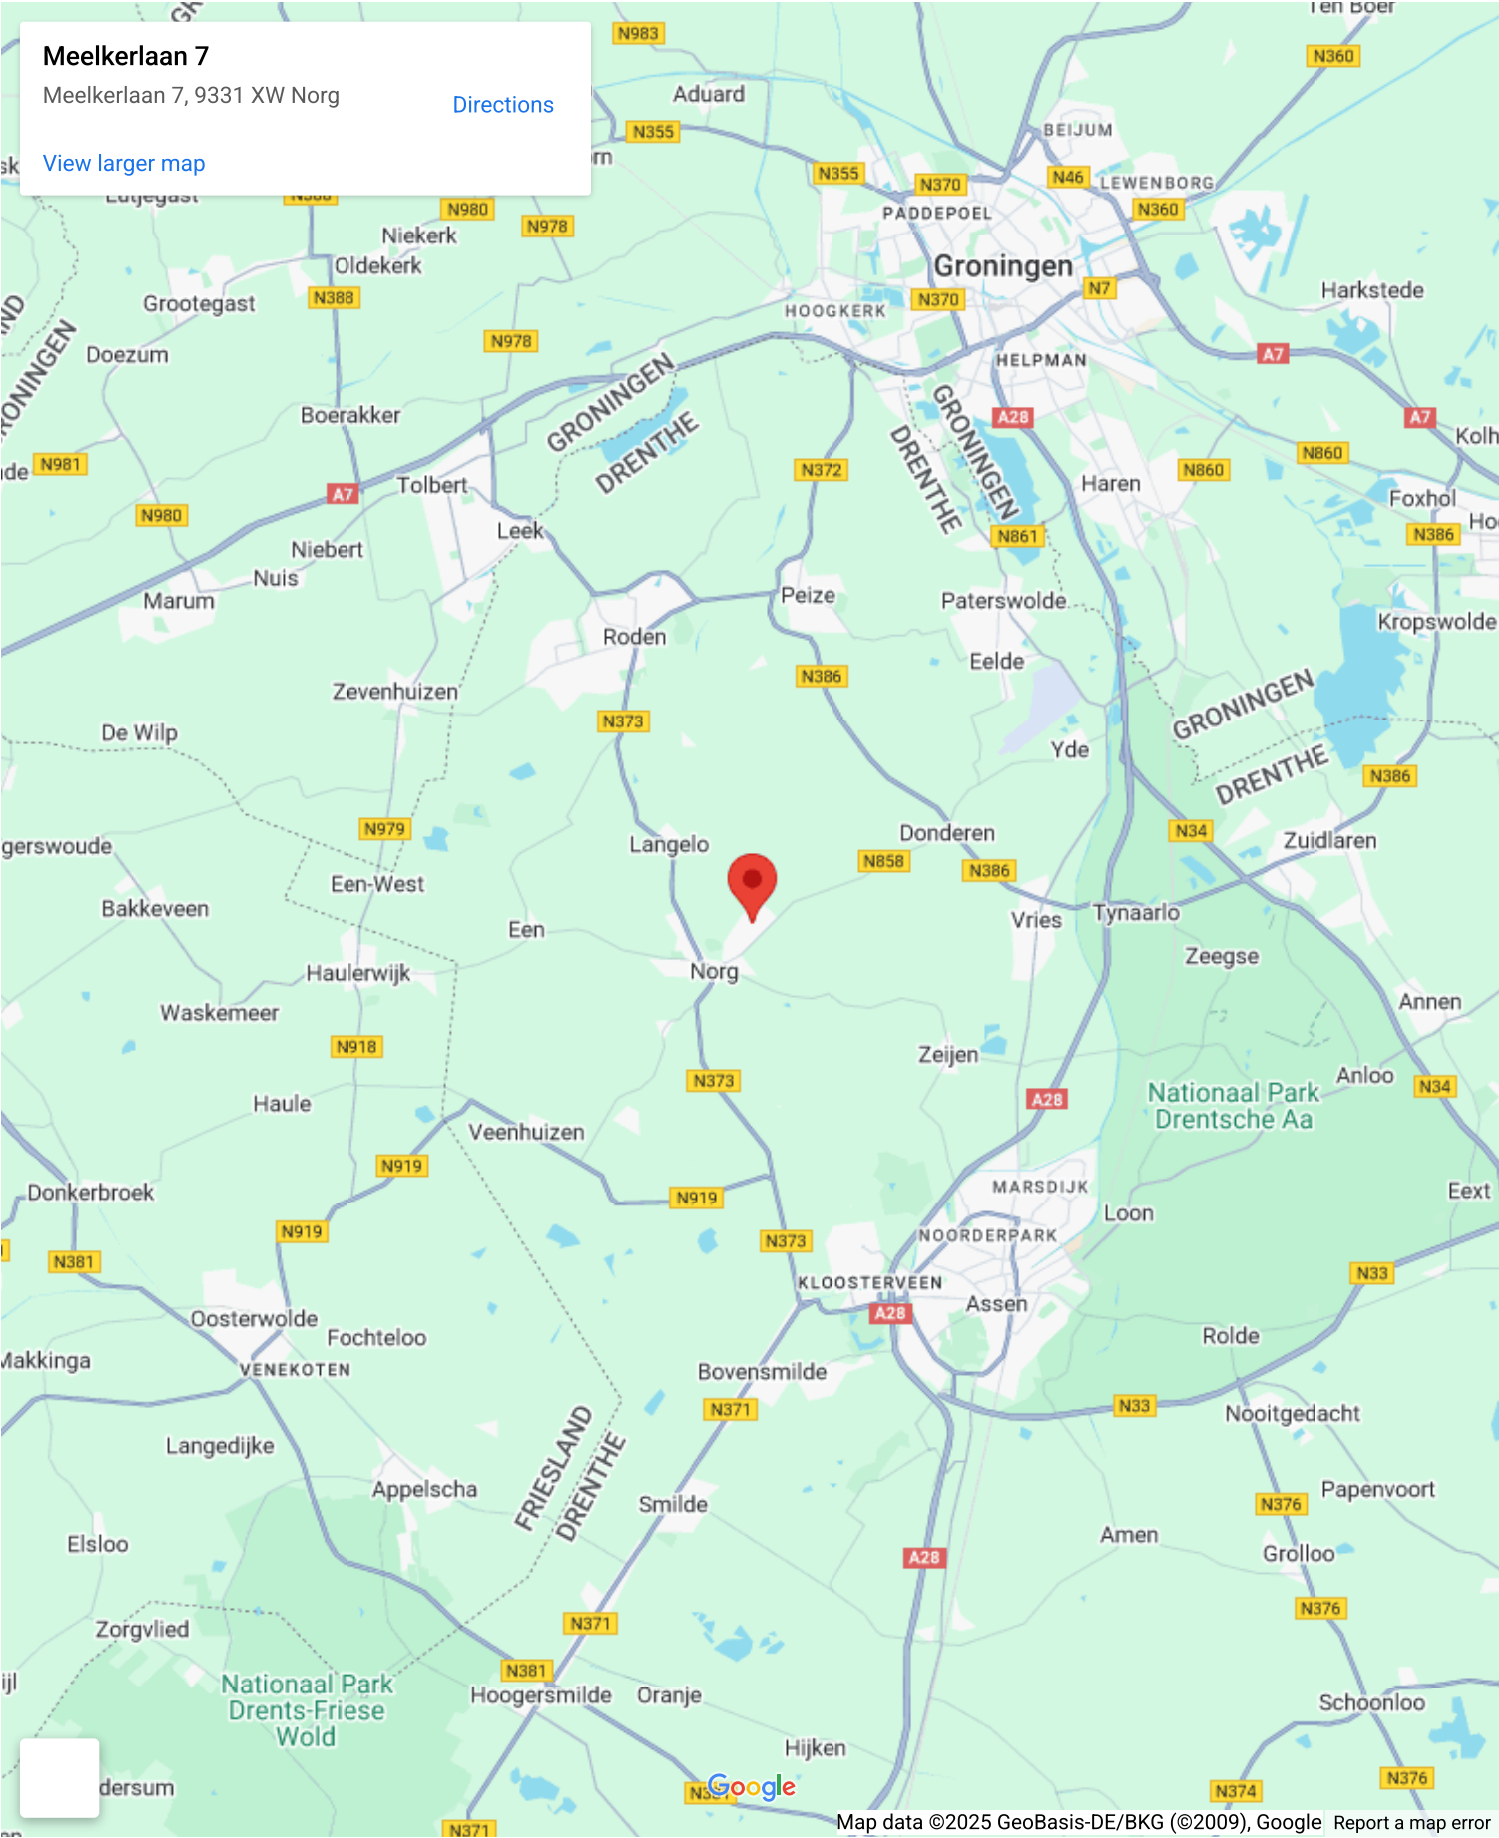 Meelkerlaan 7
Meelkerlaan 7, 9331 XW Norg
Directions
View larger map
N983
Ten Boer
N360
Aduard
N355
BEIJUM
N355
N370
N46
LEWENBORG
N360
Lutjegast
N388
N980
N978
PADDEPOEL
Niekerk
Oldekerk
Groningen
Grootegast
N388
N370
N7
Harkstede
HOOGKERK
N978
Doezum
GRONINGEN
HELPMAN
A7
GRONINGEN
DRENTHE
Boerakker
GRONINGEN
DRENTHE
A28
A7
N981
A7
Tolbert
N372
Haren
N860
N860
Foxhol
N980
Leek
N861
N386
Niebert
Nuis
Marum
Peize
Paterswolde
Kropswolde
Roden
Eelde
N386
Zevenhuizen
GRONINGEN
DRENTHE
De Wilp
N373
Yde
N386
N979
Langelo
Donderen
N34
Zuidlaren
gerswoude
N858
N386
Een-West
Bakkeveen
Een
Vries
Tynaarlo
Zeegse
Haulerwijk
Norg
Annen
Waskemeer
N918
Zeijen
N373
Nationaal Park
Drentsche Aa
Anloo
N34
A28
Haule
Veenhuizen
N919
N919
MARSDIJK
Donkerbroek
Loon
Eext
N919
N381
N373
NOORDERPARK
KLOOSTERVEEN
N33
A28
Assen
Oosterwolde
Fochteloo
Rolde
Makkinga
VENEKOTEN
Bovensmilde
N371
N33
Nooitgedacht
FRIESLAND
DRENTHE
Langedijke
Appelscha
Smilde
N376
Papenvoort
Elsloo
A28
Amen
Grolloo
N371
N376
Zorgvlied
Nationaal Park
Drents-Friese
Wold
N381
Hoogersmilde
Oranje
Schoonloo
Hijken
dersum
N381
Google
N374
N376
N371
Map data ©2025 GeoBasis-DE/BKG (©2009), Google
Report a map error